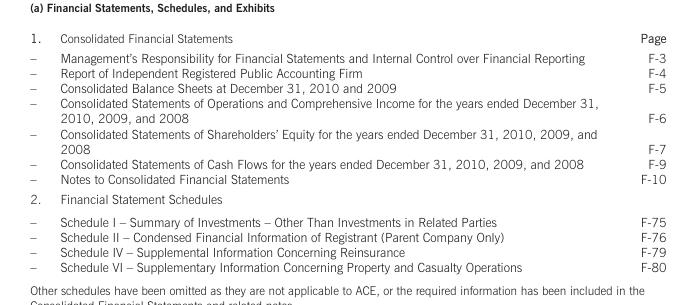 (a) Financial Statements, Schedules, and Exhibits
1. Consolidated Financial Statements Page
– Management's Responsibility for Financial Statements and Internal Control over Financial Reporting F-3
– Report of Independent Registered Public Accounting Firm F-4
– Consolidated Balance Sheets at December 31, 2010 and 2009 F-5
– Consolidated Statements of Operations and Comprehensive Income for the years ended December 31,
2010, 2009, and 2008 F-6
– Consolidated Statements of Shareholders' Equity for the years ended December 31, 2010, 2009, and
2008 F-7
– Consolidated Statements of Cash Flows for the years ended December 31, 2010, 2009, and 2008 F-9
– Notes to Consolidated Financial Statements F-10
2. Financial Statement Schedules
– Schedule I – Summary of Investments – Other Than Investments in Related Parties F-75
– Schedule II – Condensed Financial Information of Registrant (Parent Company Only) F-76
– Schedule IV – Supplemental Information Concerning Reinsurance F-79
– Schedule VI – Supplementary Information Concerning Property and Casualty Operations F-80
Other schedules have been omitted as they are not applicable to ACE, or the required information has been included in the
Consolidated Financial Statements and related notes